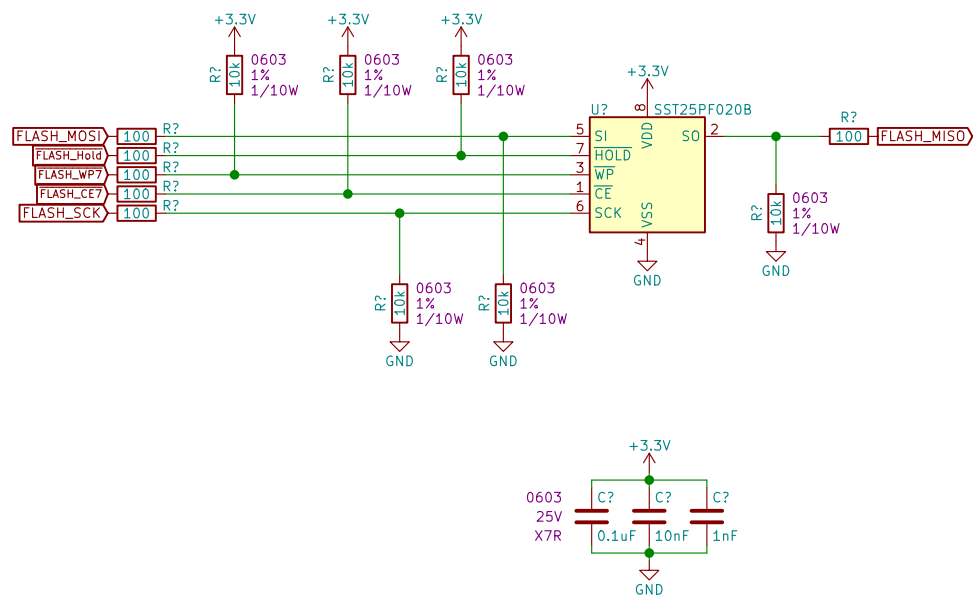 +3.3V
+3.3V
+3.3V
R?
10k
0603
1%
1/10W
R?
10k
0603
1%
1/10W
R?
10k
0603
1%
1/10W
+3.3V
U?
8
SST25PF020B
VDD
FLASH_MOSI
100
R?
5
SI
SO
2
R?
100
FLASH_MISO
FLASH_Hold
100
7
HOLD
FLASH_WP7
100
R?
3
WP
FLASH_CE7
100
R?
1
CE
FLASH_SCK
100
R?
6
SCK
VSS
4
GND
R?
10k
0603
1%
1/10W
GND
R?
10k
0603
1%
1/10W
GND
R?
10k
0603
1%
1/10W
GND
+3.3V
0603
25V
X7R
C?
0.1uF
C?
10nF
C?
1nF
GND